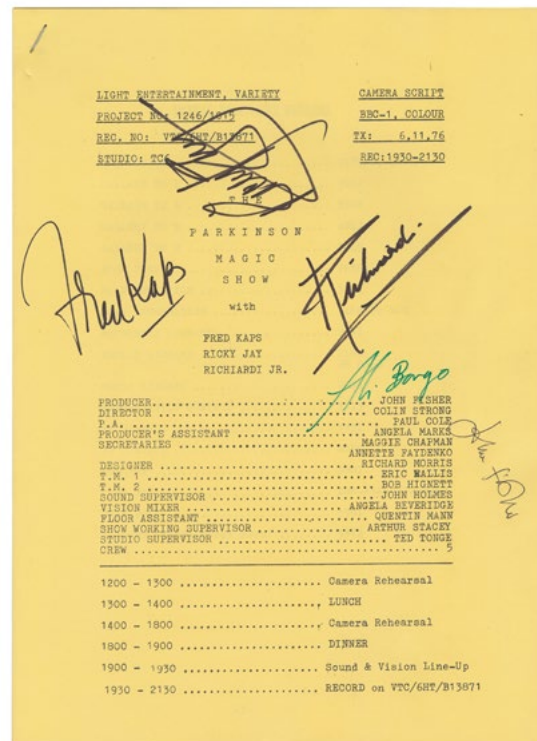 LIGHT ENTERTAINMENT, VARIETY CAMERA SCRIPT
PROJECT No: 1246/ BBC-1, COLOUR
REC. NO: VTC/6HT/B13871 TX: 6.11.76
STUDIO: REC:1930-2130
THE
PARKINSON
MAGIC
SHOW
with
Fred Kaps
Richiardi
FRED KAPS
RICKY JAY
RICHIARDI JR.
Ali Bongo
PRODUCER JOHN FISHER
DIRECTOR COLIN STRONG
P.A. PAUL COLE
PRODUCER'S ASSISTANT ANGELA MARKS
SECRETARIES MAGGIE CHAPMAN
ANNETTE FAYDENKO
John Fisher
DESIGNER RICHARD MORRIS
T.M. 1 ERIC WALLIS
T.M. 2 BOB HIGNETT
SOUND SUPERVISOR JOHN HOLMES
VISION MIXER ANGELA BEVERIDGE
FLOOR ASSISTANT QUENTIN MANN
SHOW WORKING SUPERVISOR ARTHUR STACEY
STUDIO SUPERVISOR TED TONGE
CREW 5
1200 - 1300 Camera Rehearsal
1300 - 1400 LUNCH
1400 - 1800 Camera Rehearsal
1800 - 1900 DINNER
1900 - 1930 Sound & Vision Line-Up
1930 - 2130 RECORD on VTC/6HT/B13871